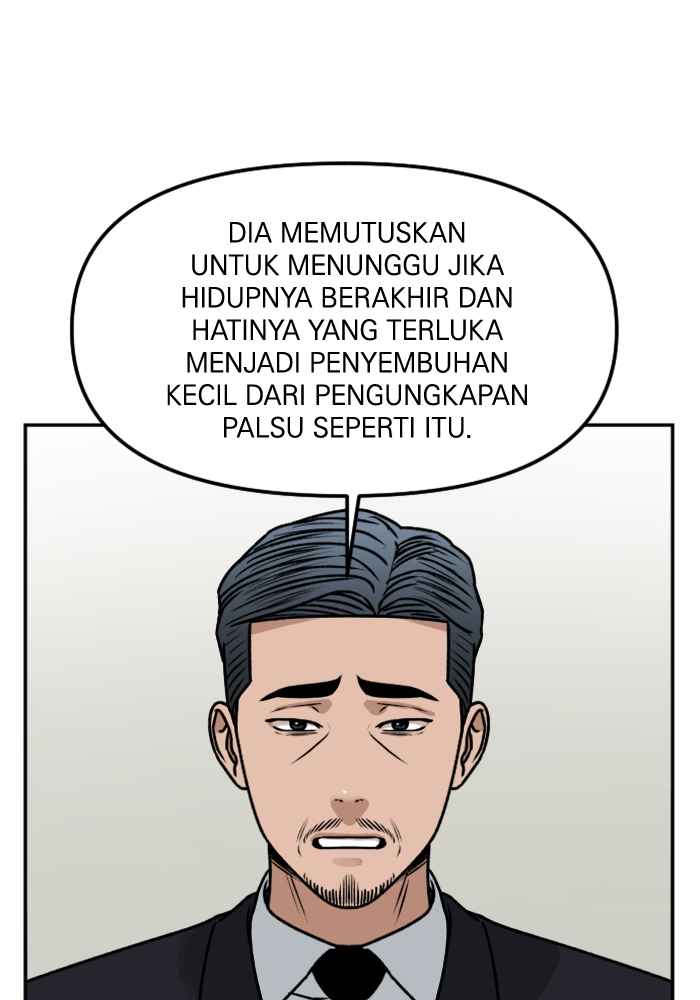 DIA MEMUTUSKAN
UNTUK MENUNGGU JIKA
HIDUPNYA BERAKHIR DAN
HATINYA YANG TERLUKA
MENJADI PENYEMBUHAN
KECIL DARI PENGUNGKAPAN
PALSU SEPERTI ITU.